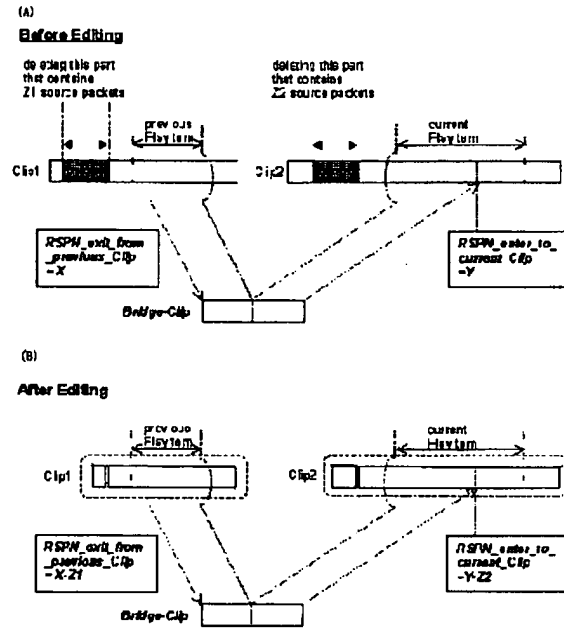 (A)
Before Editing
deleting this part
that contains
Z1 source packets
deleting this part
that contains
Z2 source packets
previous
PlayItem
current
PlayItem
Clip1
Clip2
RSPN_exit_from
_previous_Clip
=X
RSPN_enter_to_
current_Clip
=Y
Bridge-Clip
(B)
After Editing
previous
PlayItem
current
PlayItem
Clip1
Clip2
RSPN_exit_from
_previous_Clip
=X-Z1
RSPN_enter_to_
current_Clip
=Y-Z2
Bridge-Clip